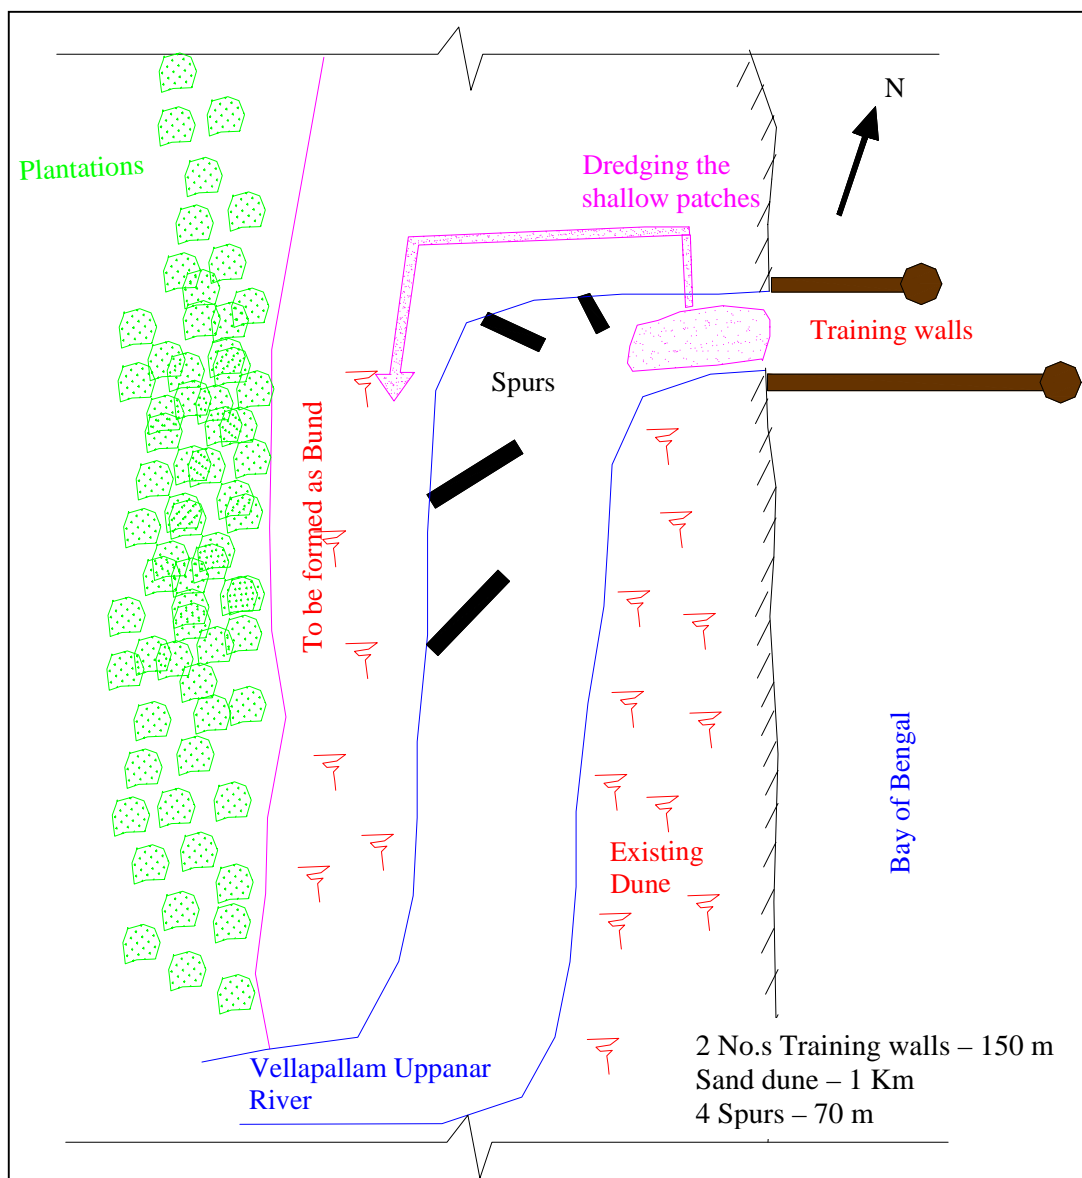 N
Plantations
Dredging the
shallow patches
Training walls
Spurs
To be formed as Bund
Bay of Bengal
Existing
Dune
Vellapallam Uppanar
River
2 No.s Training walls – 150 m
Sand dune – 1 Km
4 Spurs – 70 m